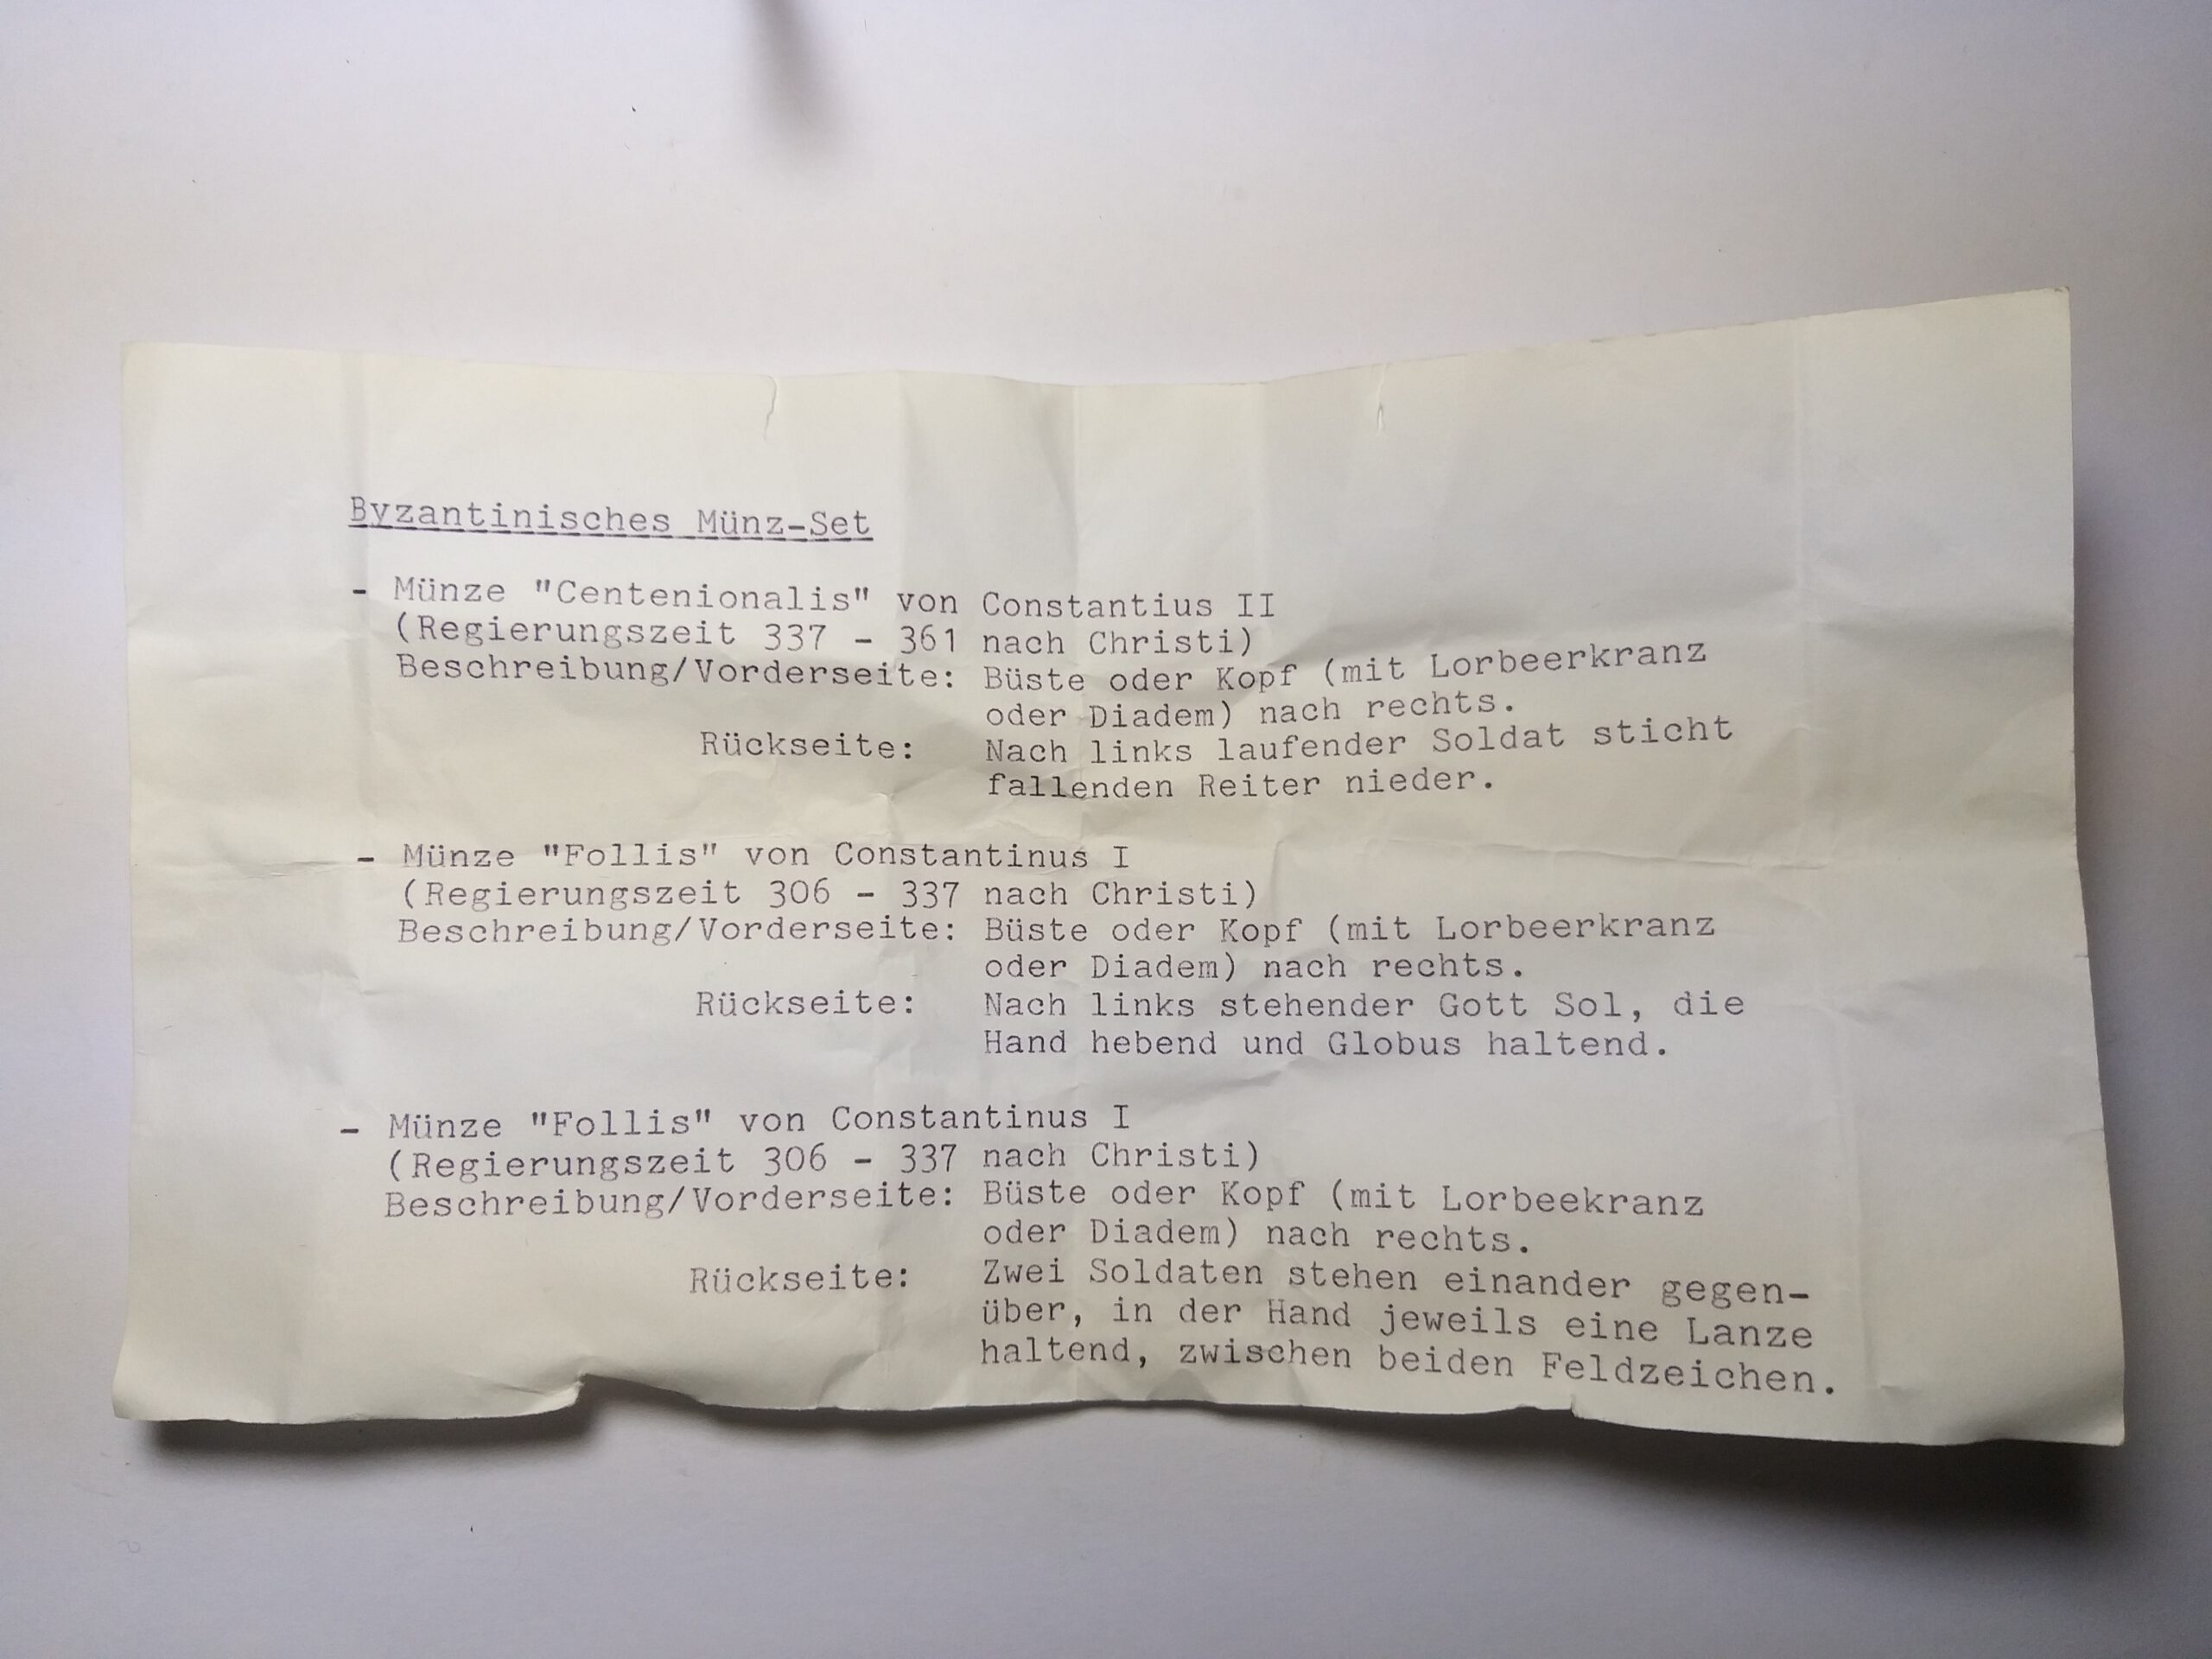 Byzantinisches Münz-Set
- Münze "Centenionalis" von Constantius II
(Regierungszeit 337 - 361 nach Christi)
Beschreibung/Vorderseite: Büste oder Kopf (mit Lorbeerkranz
oder Diadem) nach rechts.
Rückseite: Nach links laufender Soldat sticht
fallenden Reiter nieder.
- Münze "Follis" von Constantinus I
(Regierungszeit 306 - 337 nach Christi)
Beschreibung/Vorderseite: Büste oder Kopf (mit Lorbeerkranz
oder Diadem) nach rechts.
Rückseite: Nach links stehender Gott Sol, die
Hand hebend und Globus haltend.
- Münze "Follis" von Constantinus I
(Regierungszeit 306 - 337 nach Christi)
Beschreibung/Vorderseite: Büste oder Kopf (mit Lorbeekranz
oder Diadem) nach rechts.
Rückseite: Zwei Soldaten stehen einander gegen-
über, in der Hand jeweils eine Lanze
haltend, zwischen beiden Feldzeichen.